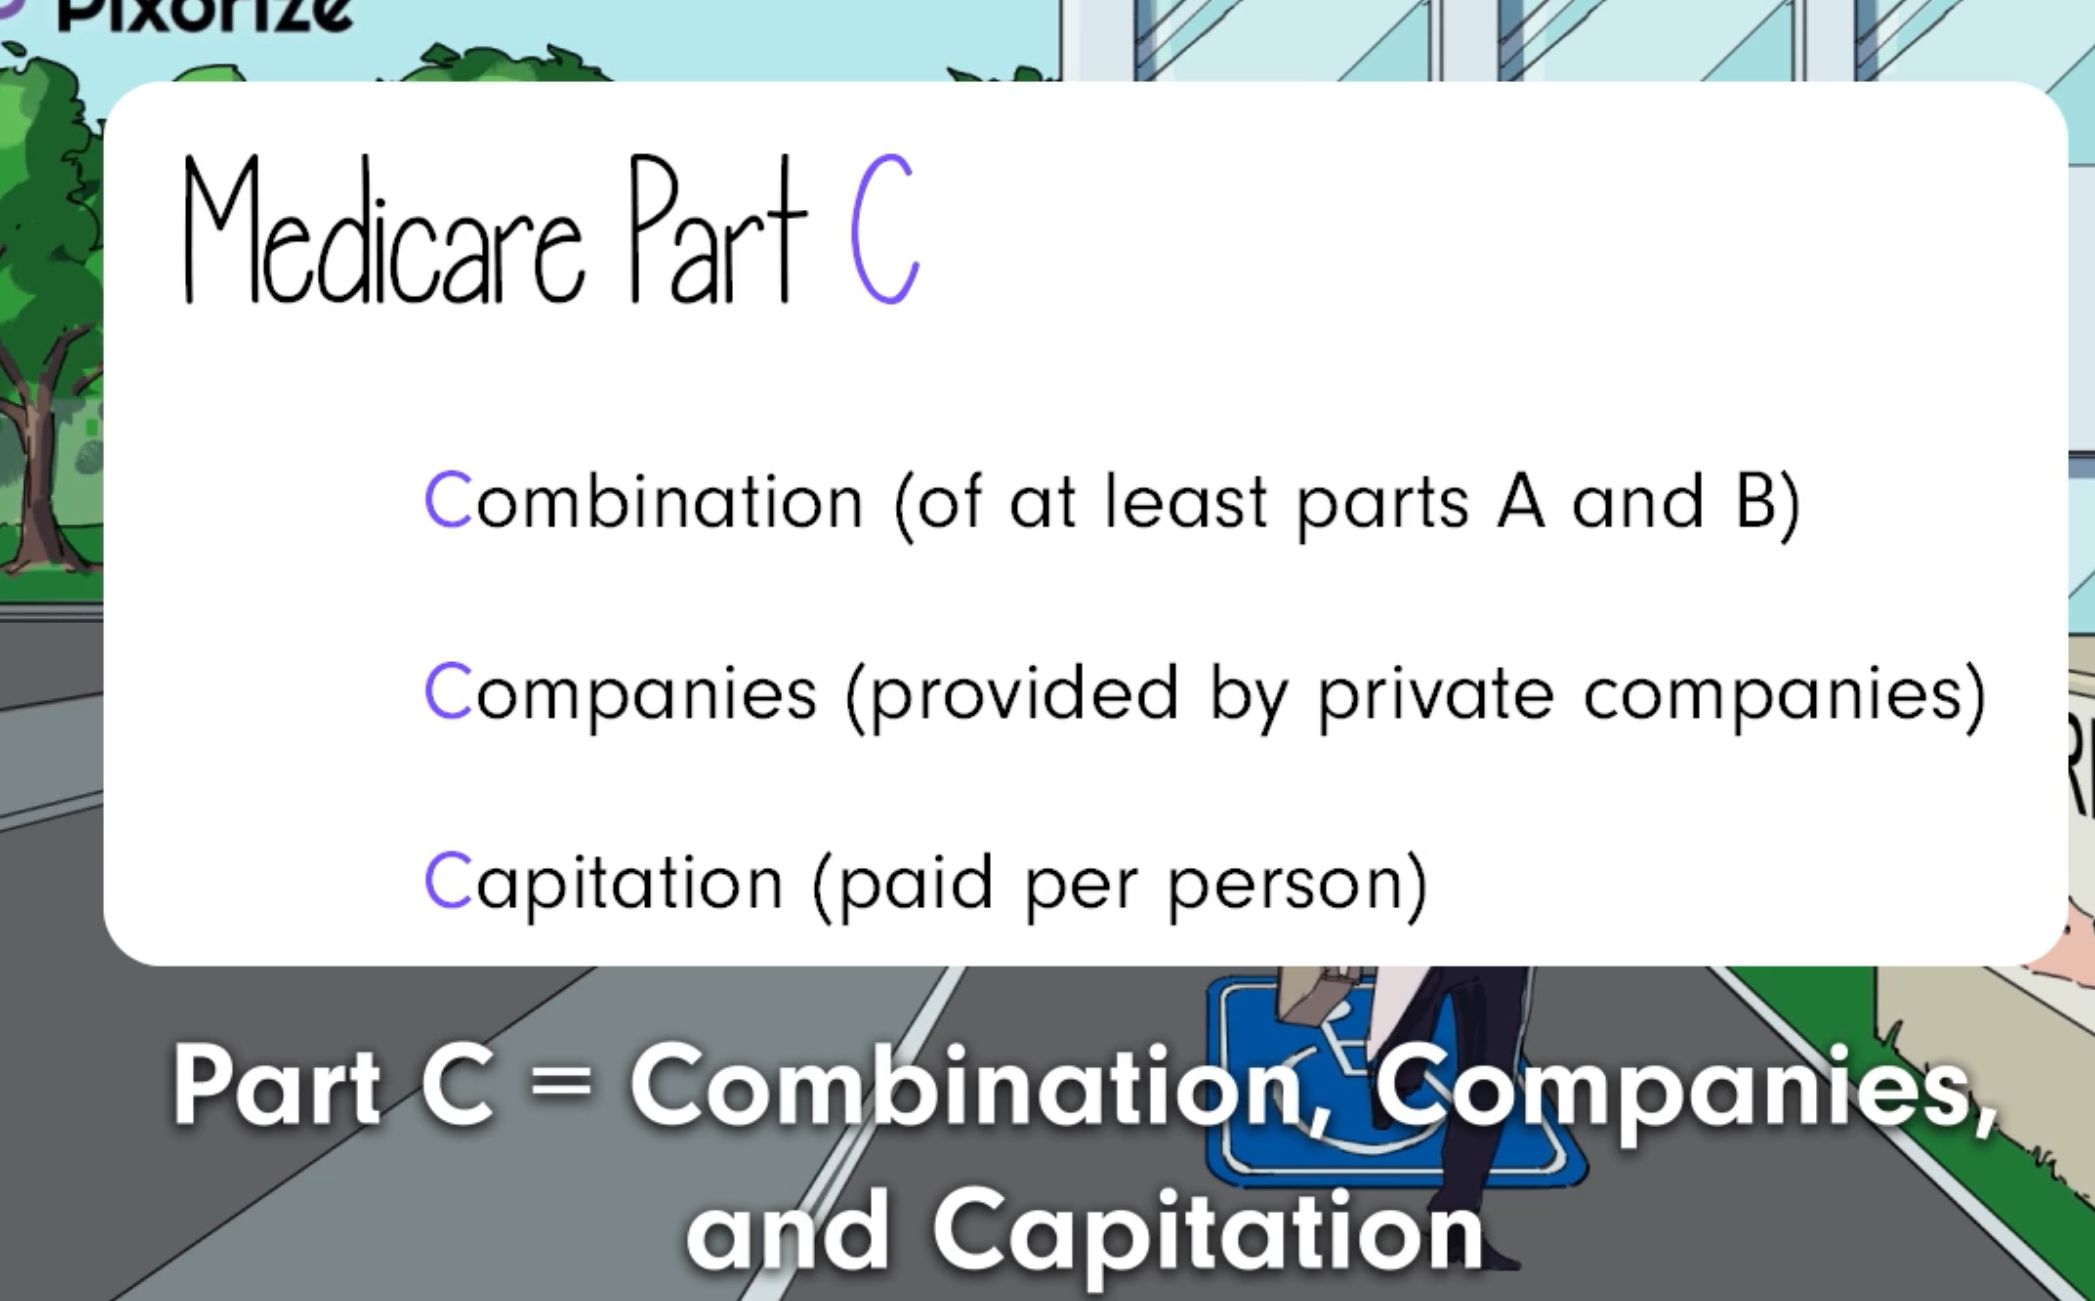 Pixorize
Medicare Part C
Combination (of at least parts A and B)
Companies (provided by private companies)
Capitation (paid per person)
Part C = Combination, Companies,
and Capitation